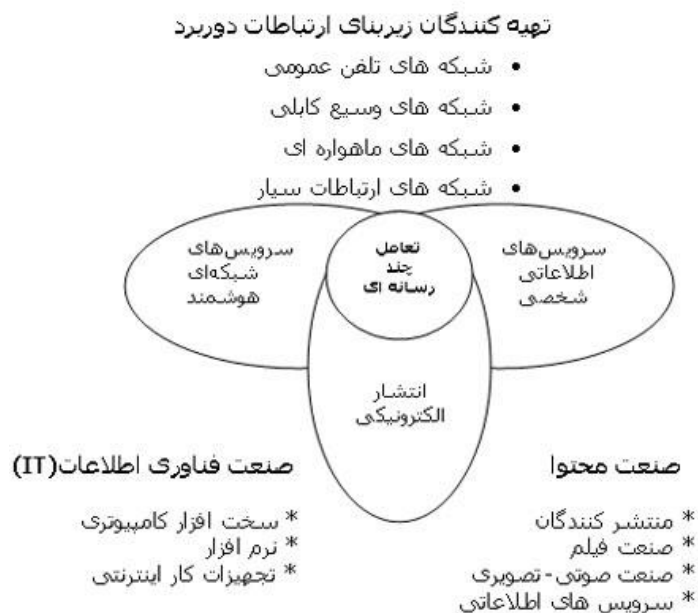 تهیه کنندگان زیربنای ارتباطات دوربرد
• شبکه های تلفن عمومی
• شبکه های وسیع کابلی
• شبکه های ماهواره ای
• شبکه های ارتباطات سیار
سرویس‌های
اطلاعاتی
شخصی
تعامل
چند
رسانه ای
سرویس‌های
شبکه‌ای
هوشمند
انتشار
الکترونیکی
صنعت محتوا
* منتشر کنندگان
* صنعت فیلم
* صنعت صوتی-تصویری
* سرویس های اطلاعاتی
صنعت فناوری اطلاعات(IT)
* سخت افزار کامپیوتری
* نرم افزار
* تجهیزات کار اینترنتی